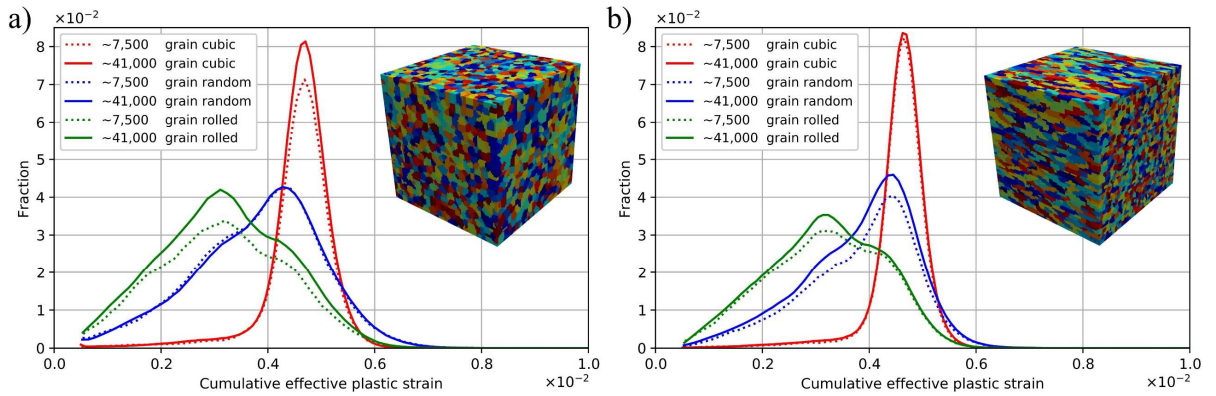 a)
×10⁻²
~7,500 grain cubic
~41,000 grain cubic
~7,500 grain random
~41,000 grain random
~7,500 grain rolled
~41,000 grain rolled
8
7
6
5
4
3
2
1
0
Fraction
0.0 0.2 0.4 0.6 0.8 1.0
Cumulative effective plastic strain
×10⁻²
b)
×10⁻²
~7,500 grain cubic
~41,000 grain cubic
~7,500 grain random
~41,000 grain random
~7,500 grain rolled
~41,000 grain rolled
8
7
6
5
4
3
2
1
0
Fraction
0.0 0.2 0.4 0.6 0.8 1.0
Cumulative effective plastic strain
×10⁻²